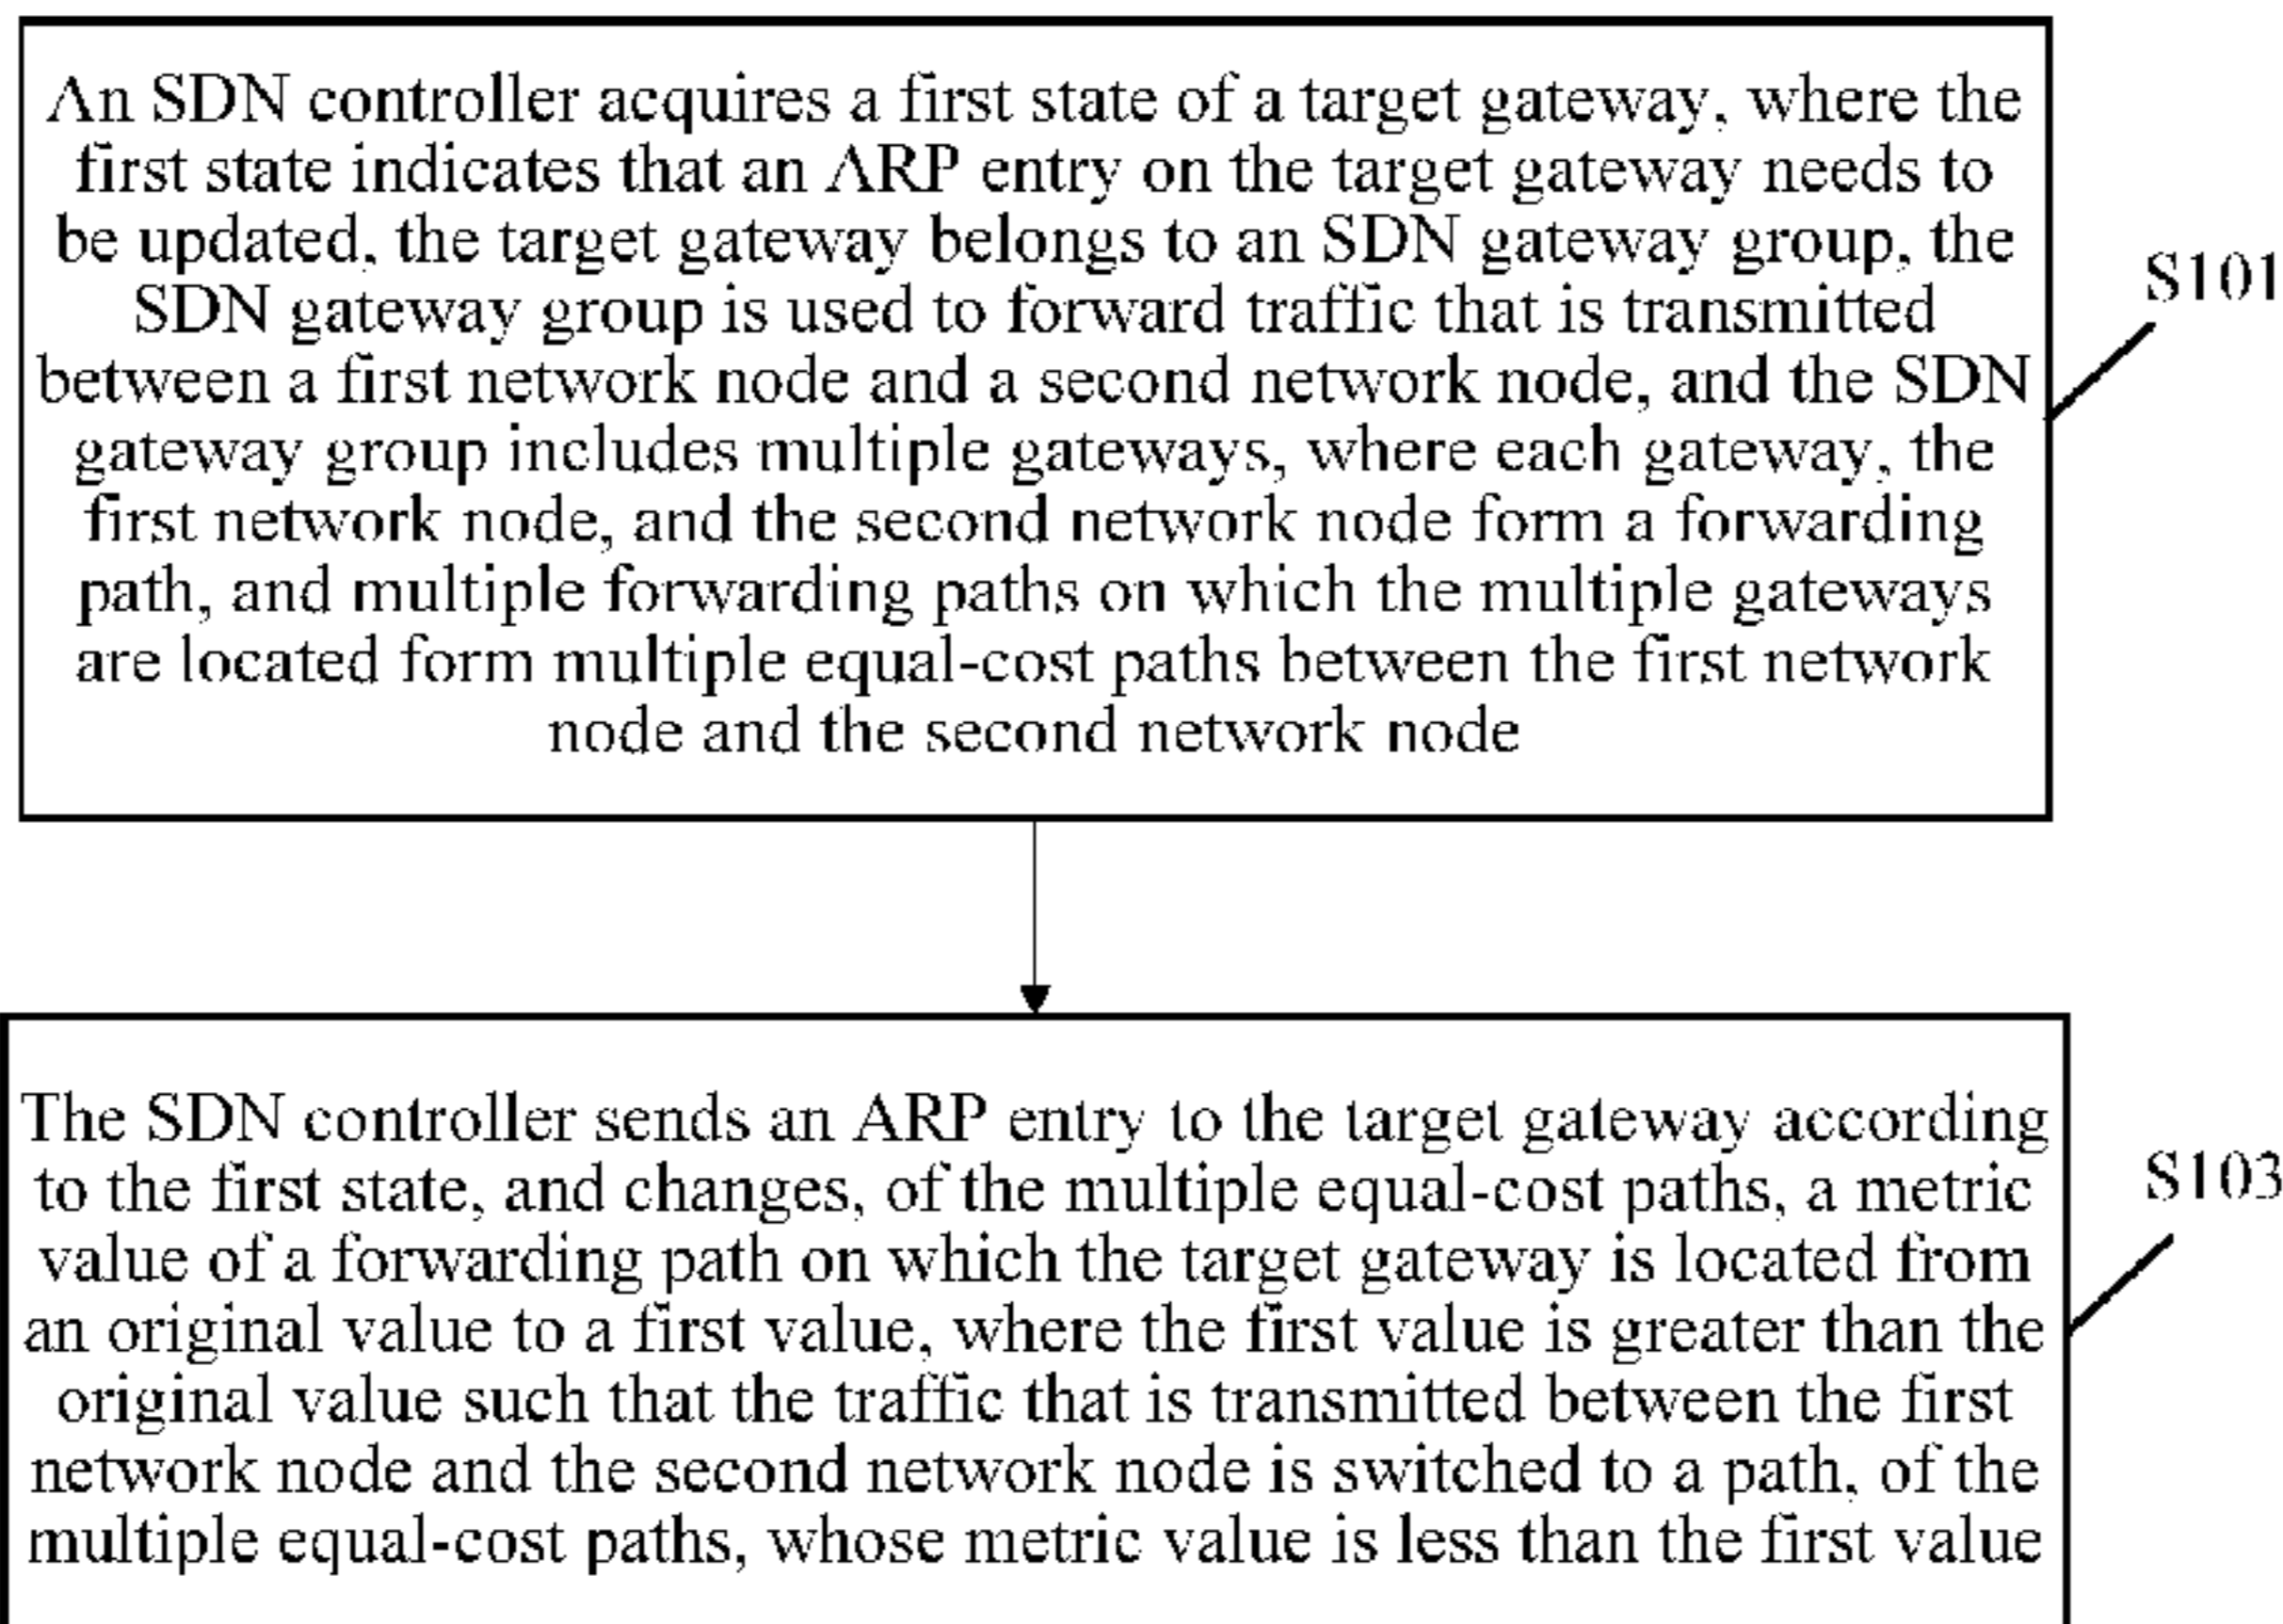 An SDN controller acquires a first state of a target gateway, where the
first state indicates that an ARP entry on the target gateway needs to
be updated, the target gateway belongs to an SDN gateway group, the
SDN gateway group is used to forward traffic that is transmitted
between a first network node and a second network node, and the SDN
gateway group includes multiple gateways, where each gateway, the
first network node, and the second network node form a forwarding
path, and multiple forwarding paths on which the multiple gateways
are located form multiple equal-cost paths between the first network
node and the second network node
S101
The SDN controller sends an ARP entry to the target gateway according
to the first state, and changes, of the multiple equal-cost paths, a metric
value of a forwarding path on which the target gateway is located from
an original value to a first value, where the first value is greater than the
original value such that the traffic that is transmitted between the first
network node and the second network node is switched to a path, of the
multiple equal-cost paths, whose metric value is less than the first value
S103